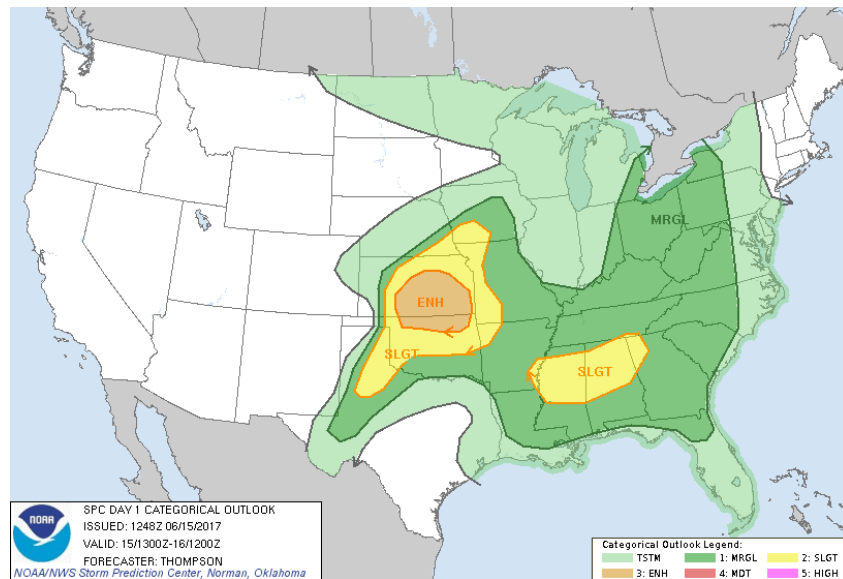 MRGL
ENH
SLGT
SLGT
NOAA
SPC DAY 1 CATEGORICAL OUTLOOK
ISSUED: 1248Z 06/15/2017
VALID: 15/1300Z-16/1200Z
FORECASTER: THOMPSON
NOAA/NWS Storm Prediction Center, Norman, Oklahoma
Categorical Outlook Legend:
TSTM 1: MRGL 2: SLGT
3: ENH 4: MDT 5: HIGH